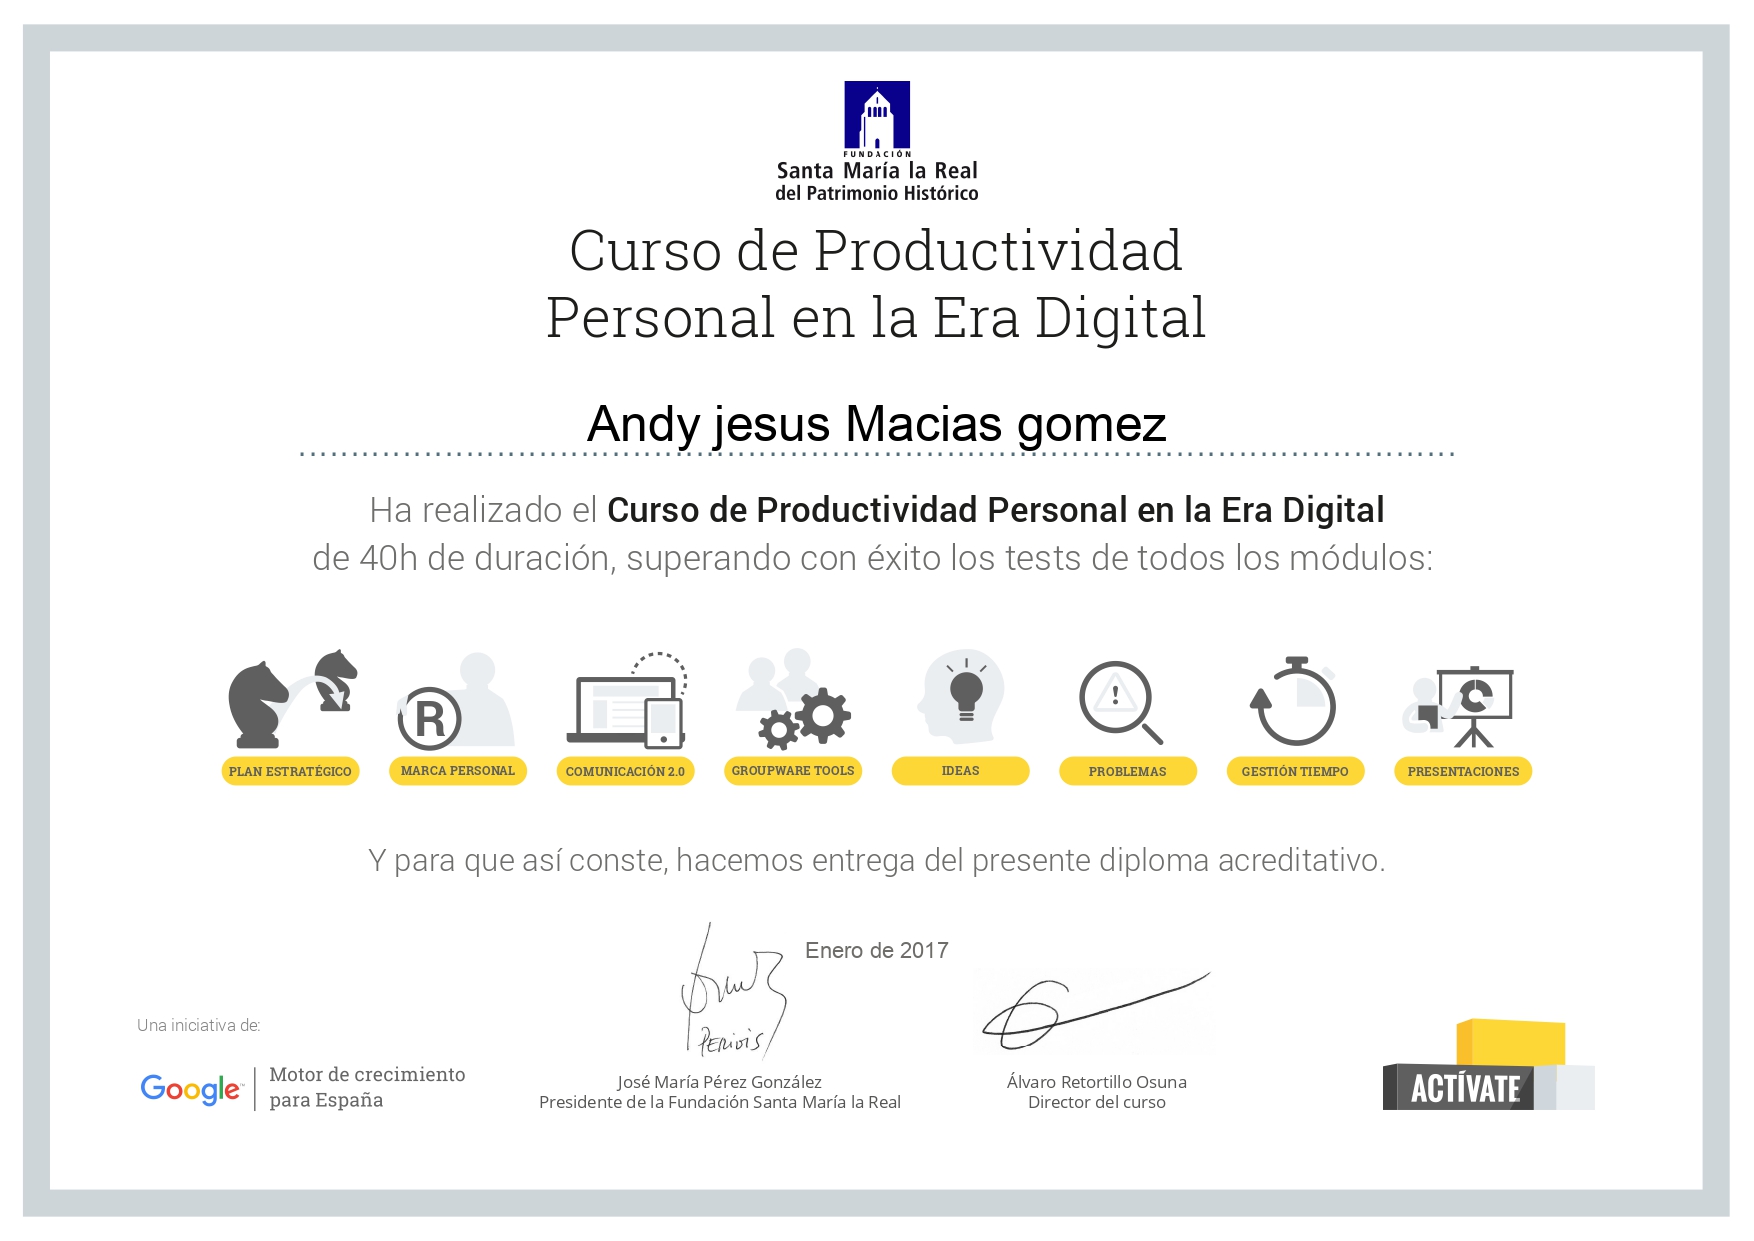 FUNDACIÓN
Santa María la Real
del Patrimonio Histórico
Curso de Productividad
Personal en la Era Digital
Andy jesus Macias gomez
Ha realizado el Curso de Productividad Personal en la Era Digital
de 40h de duración, superando con éxito los tests de todos los módulos:
R
PLAN ESTRATÉGICO
MARCA PERSONAL
COMUNICACIÓN 2.0
GROUPWARE TOOLS
IDEAS
PROBLEMAS
GESTIÓN TIEMPO
PRESENTACIONES
Y para que así conste, hacemos entrega del presente diploma acreditativo.
Enero de 2017
Una iniciativa de:
Google
Motor de crecimiento
para España
José María Pérez González
Presidente de la Fundación Santa María la Real
Álvaro Retortillo Osuna
Director del curso
ACTÍVATE